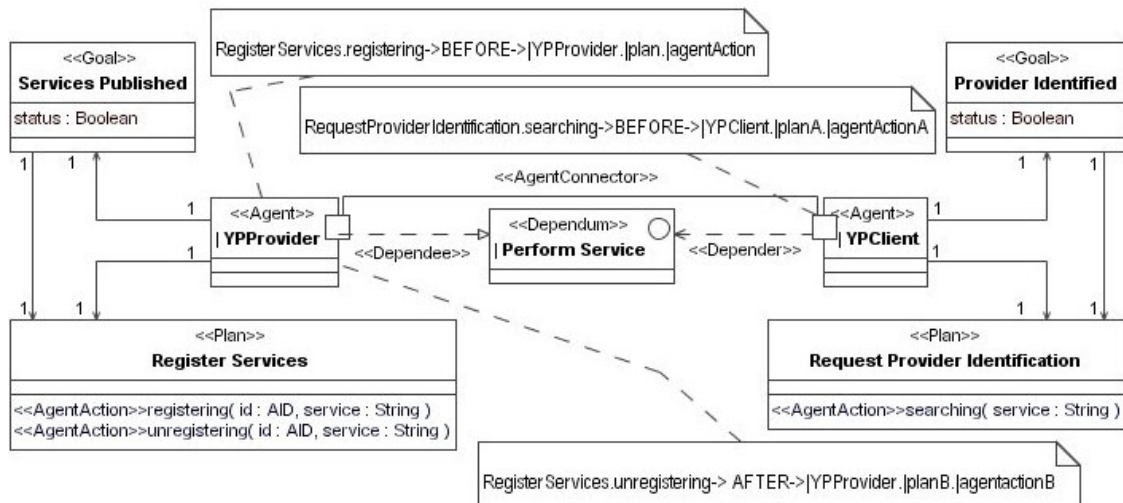 RegisterServices.registering->BEFORE->|YPProvider.|plan.|agentAction
<<Goal>>
Services Published
status : Boolean
<<Goal>>
Provider Identified
status : Boolean
RequestProviderIdentification.searching->BEFORE->|YPClient.|planA.|agentActionA
1
1
1
1
<<AgentConnector>>
1
<<Agent>>
| YPProvider
<<Dependee>>
<<Dependum>>
| Perform Service
<<Depender>>
<<Agent>>
| YPClient
1
1
1
1
1
1
1
1
1
<<Plan>>
Register Services
<<AgentAction>>registering( id : AID, service : String )
<<AgentAction>>unregistering( id : AID, service : String )
<<Plan>>
Request Provider Identification
<<AgentAction>>searching( service : String )
RegisterServices.unregistering-> AFTER->|YPProvider.|planB.|agentactionB